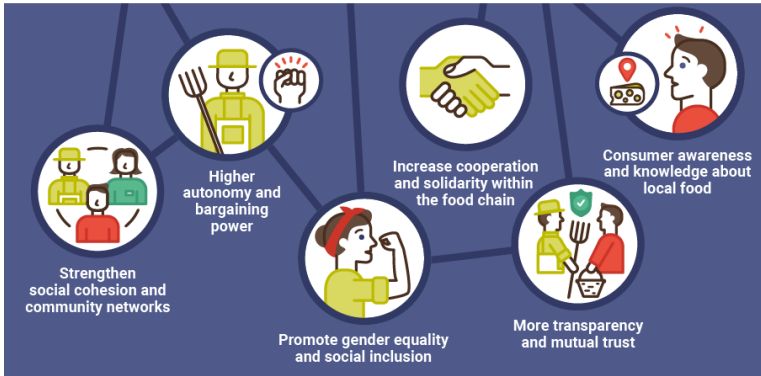 Higher
autonomy and
bargaining
power
Increase cooperation
and solidarity within
the food chain
Consumer awareness
and knowledge about
local food
Strengthen
social cohesion and
community networks
Promote gender equality
and social inclusion
More transparency
and mutual trust